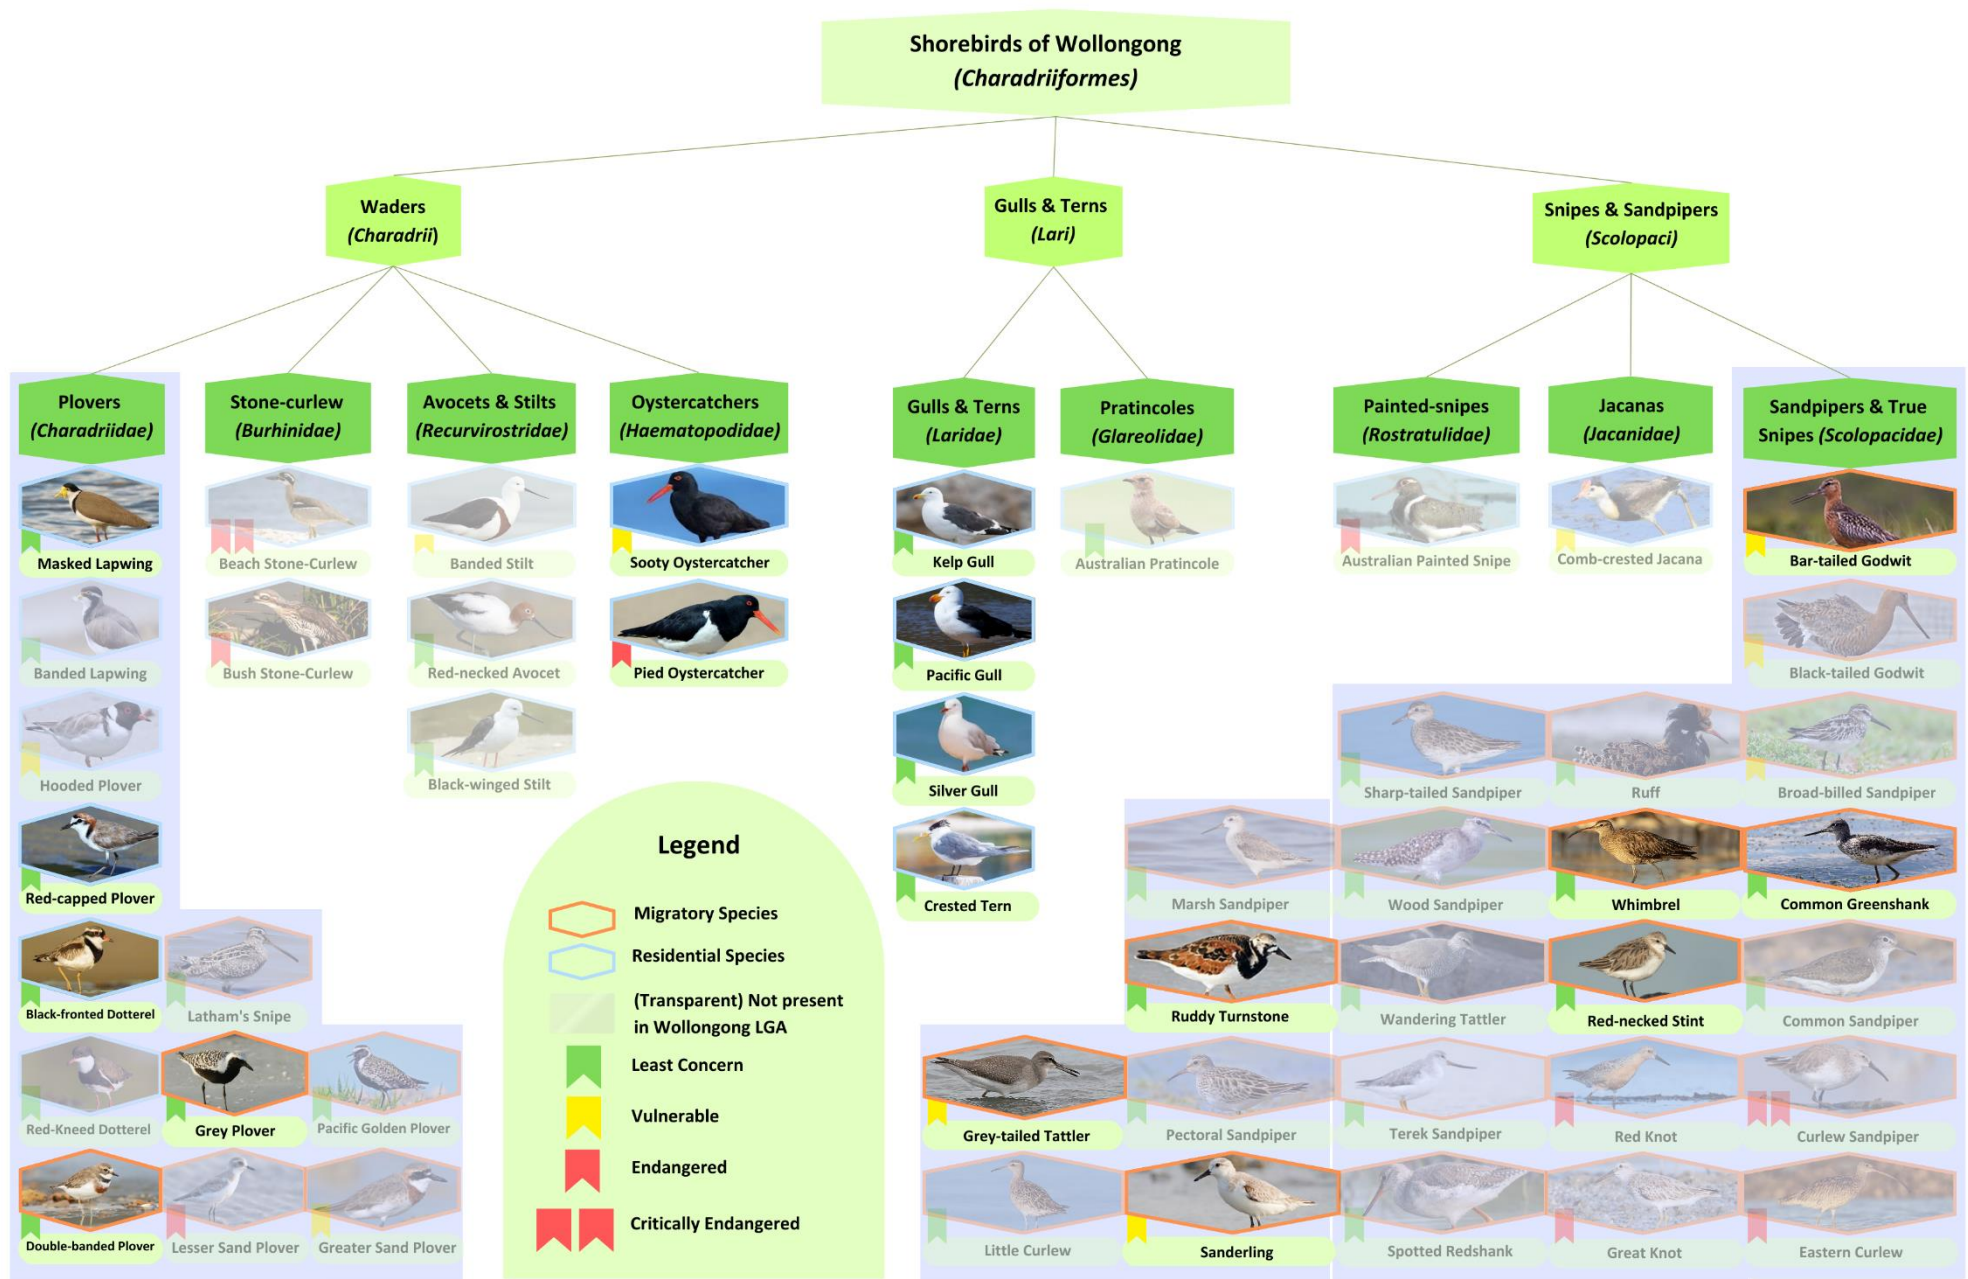 Shorebirds of Wollongong
(Charadriiformes)
Waders
(Charadrii)
Gulls & Terns
(Lari)
Snipes & Sandpipers
(Scolopaci)
Plovers
(Charadriidae)
Stone-curlew
(Burhinidae)
Avocets & Stilts
(Recurvirostridae)
Oystercatchers
(Haematopodidae)
Gulls & Terns
(Laridae)
Pratincoles
(Glareolidae)
Painted-snipes
(Rostratulidae)
Jacanas
(Jacanidae)
Sandpipers & True
Snipes (Scolopacidae)
Masked Lapwing
Beach Stone-Curlew
Banded Stilt
Sooty Oystercatcher
Kelp Gull
Australian Pratincole
Australian Painted Snipe
Comb-crested Jacana
Bar-tailed Godwit
Banded Lapwing
Bush Stone-Curlew
Red-necked Avocet
Pied Oystercatcher
Pacific Gull
Black-tailed Godwit
Hooded Plover
Black-winged Stilt
Silver Gull
Sharp-tailed Sandpiper
Ruff
Broad-billed Sandpiper
Red-capped Plover
Crested Tern
Marsh Sandpiper
Wood Sandpiper
Whimbrel
Common Greenshank
Black-fronted Dotterel
Latham's Snipe
Ruddy Turnstone
Wandering Tattler
Red-necked Stint
Common Sandpiper
Red-Kneed Dotterel
Grey Plover
Pacific Golden Plover
Grey-tailed Tattler
Pectoral Sandpiper
Terek Sandpiper
Red Knot
Curlew Sandpiper
Double-banded Plover
Lesser Sand Plover
Greater Sand Plover
Little Curlew
Sanderling
Spotted Redshank
Great Knot
Eastern Curlew
Legend
Migratory Species
Residential Species
(Transparent) Not present
in Wollongong LGA
Least Concern
Vulnerable
Endangered
Critically Endangered